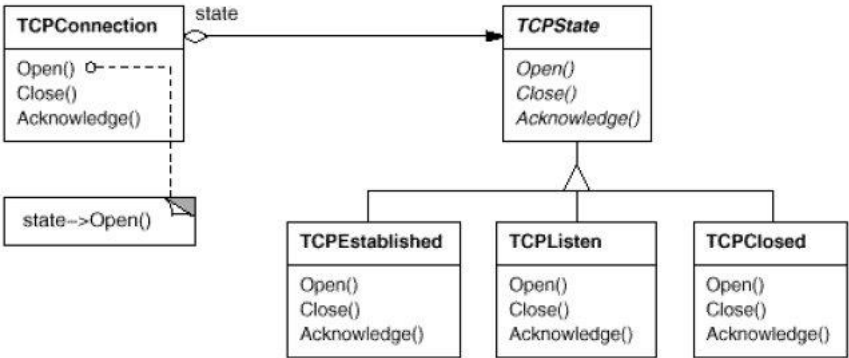 TCPConnection
Open()
Close()
Acknowledge()
state
TCPState
Open()
Close()
Acknowledge()
state->Open()
TCPEstablished
Open()
Close()
Acknowledge()
TCPListen
Open()
Close()
Acknowledge()
TCPClosed
Open()
Close()
Acknowledge()